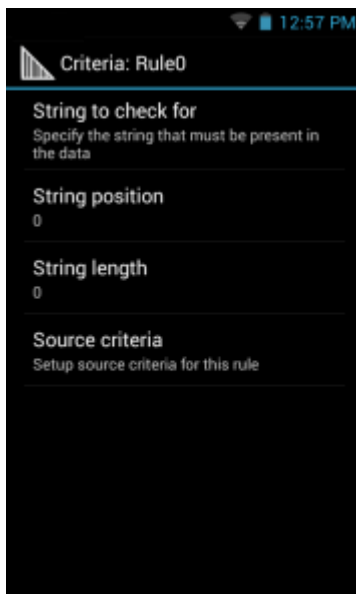 12:57 PM
Criteria: Rule0
String to check for
Specify the string that must be present in
the data
String position
0
String length
0
Source criteria
Setup source criteria for this rule